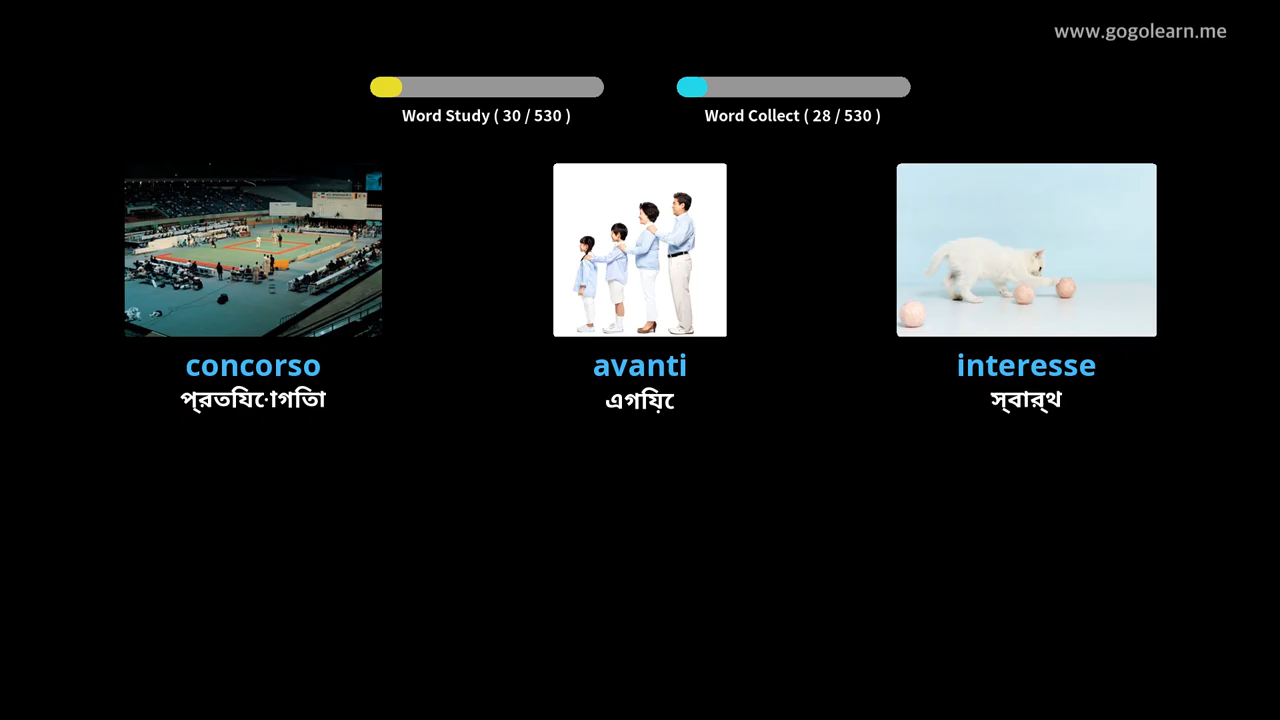 www.gogolearn.me
Word Study ( 30 / 530 )
Word Collect ( 28 / 530 )
concorso
প্রতিযোগিতা
avanti
এগিয়ে
interesse
স্বার্থ